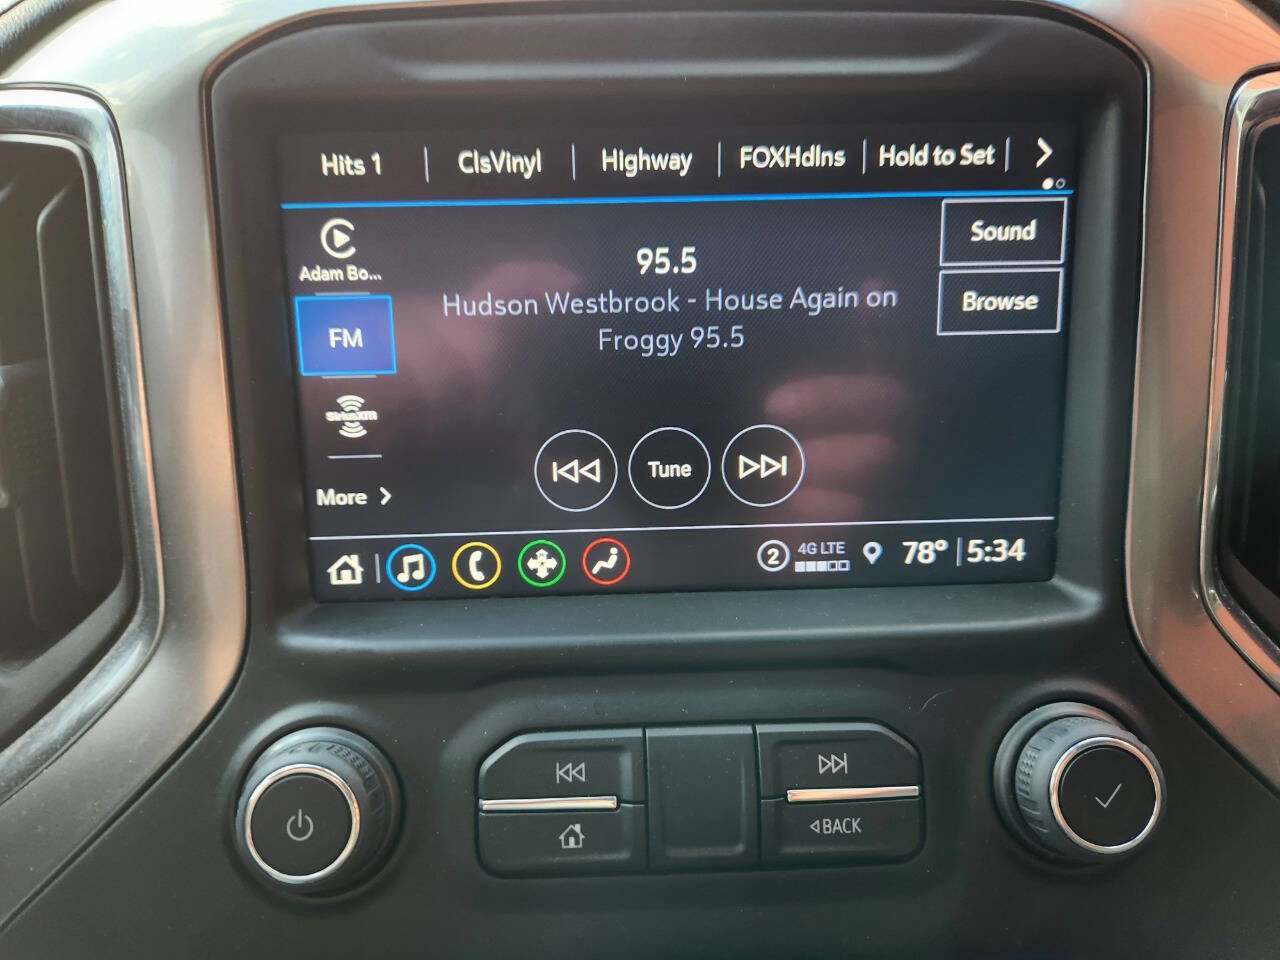 Hits 1
ClsVinyl
Highway
FOXHdlns
Hold to Set
Adam Bo...
95.5
Sound
Hudson Westbrook - House Again on
Froggy 95.5
Browse
FM
SiriusXM
Tune
More
2
4G LTE
78°
5:34
BACK